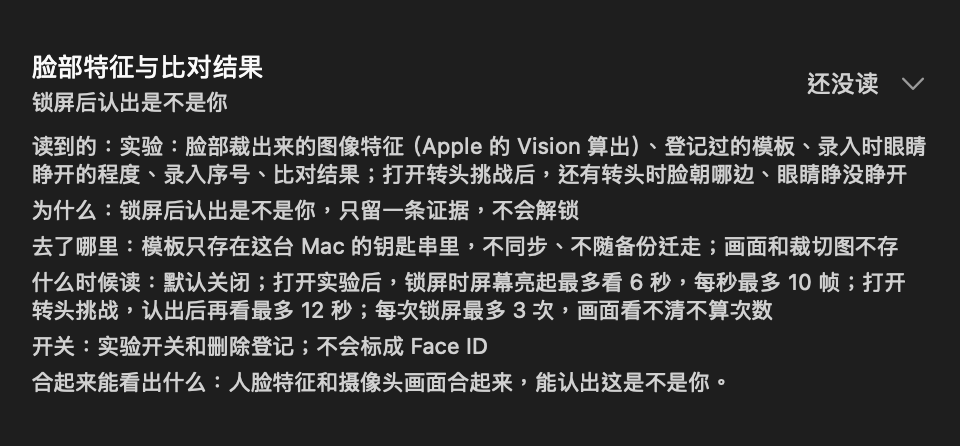 脸部特征与比对结果
锁屏后认出是不是你
还没读
读到的：实验：脸部裁出来的图像特征（Apple 的 Vision 算出）、登记过的模板、录入时眼睛
睁开的程度、录入序号、比对结果；打开转头挑战后，还有转头时脸朝哪边、眼睛睁没睁开
为什么：锁屏后认出是不是你，只留一条证据，不会解锁
去了哪里：模板只存在这台 Mac 的钥匙串里，不同步、不随备份迁走；画面和裁切图不存
什么时候读：默认关闭；打开实验后，锁屏时屏幕亮起最多看 6 秒，每秒最多 10 帧；打开
转头挑战，认出后再看最多 12 秒；每次锁屏最多 3 次，画面看不清不算次数
开关：实验开关和删除登记；不会标成 Face ID
合起来能看出什么：人脸特征和摄像头画面合起来，能认出这是不是你。